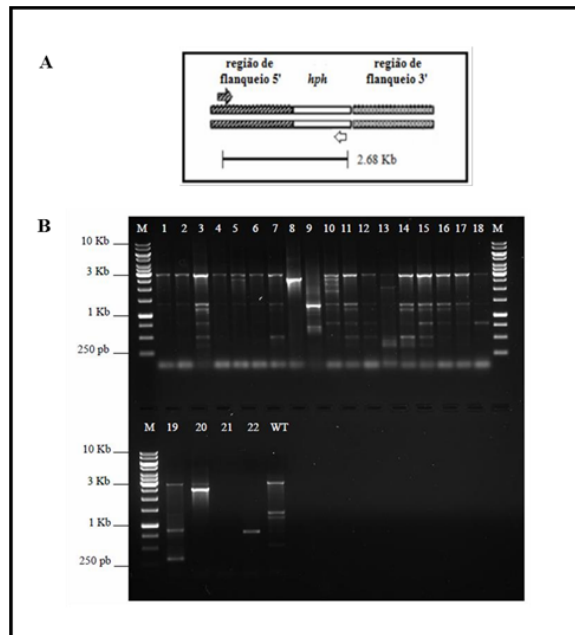 A
região de
flanqueio 5'
hph
região de
flanqueio 3'
2.68 Kb
B
M 1 2 3 4 5 6 7 8 9 10 11 12 13 14 15 16 17 18 M
10 Kb
3 Kb
1 Kb
250 pb
M 19 20 21 22 WT
10 Kb
3 Kb
1 Kb
250 pb